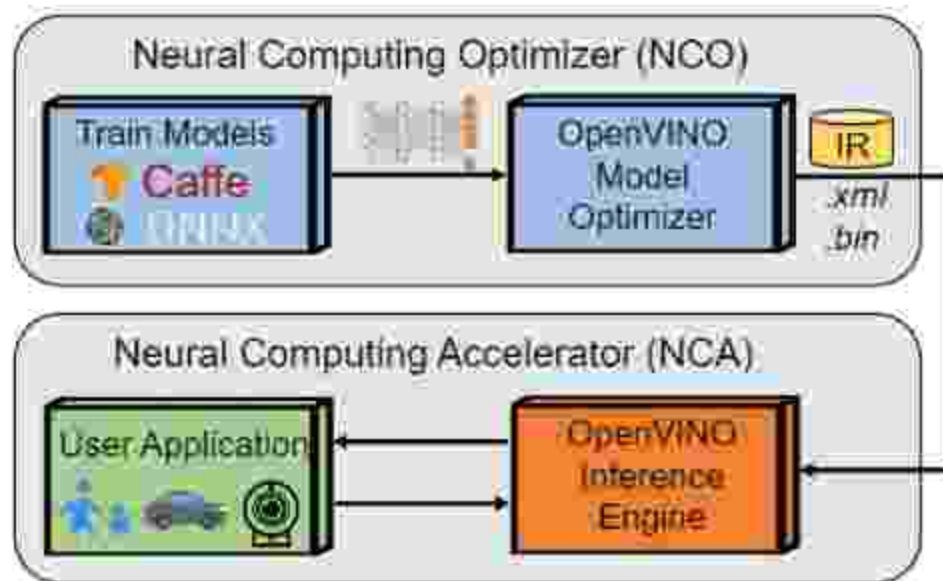 Neural Computing Optimizer (NCO)
Train Models
Caffe
ONNX
OpenVINO
Model
Optimizer
IR
.xml
.bin
Neural Computing Accelerator (NCA)
User Application
OpenVINO
Inference
Engine